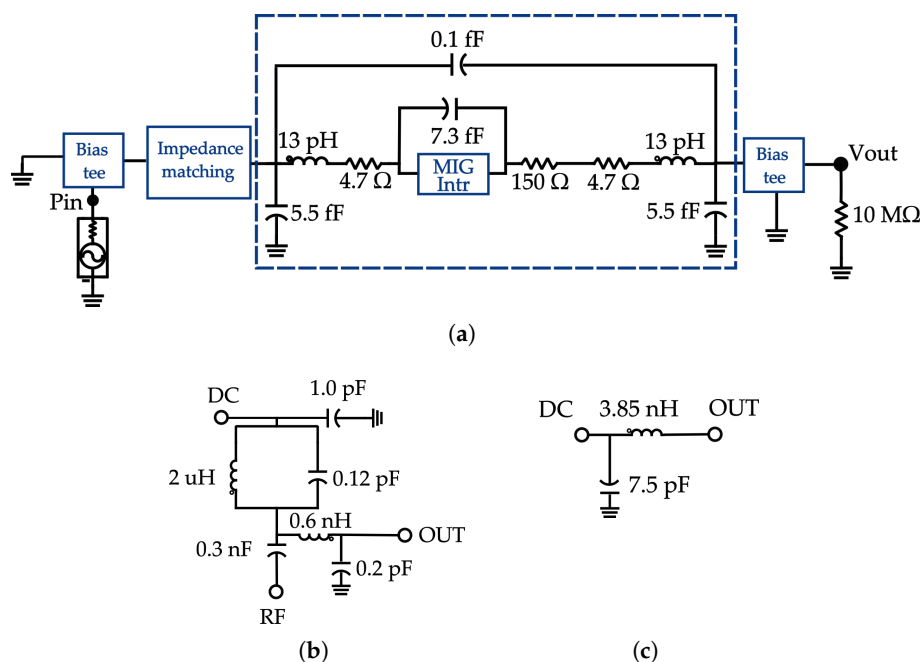 0.1 fF
7.3 fF
13 pH
13 pH
Bias
tee
Impedance
matching
4.7 Ω
MIG
Intr
150 Ω
4.7 Ω
Bias
tee
Vout
Pin
5.5 fF
5.5 fF
10 MΩ
(a)
DC
1.0 pF
2 uH
0.12 pF
0.6 nH
OUT
0.3 nF
0.2 pF
RF
(b)
DC
3.85 nH
OUT
7.5 pF
(c)